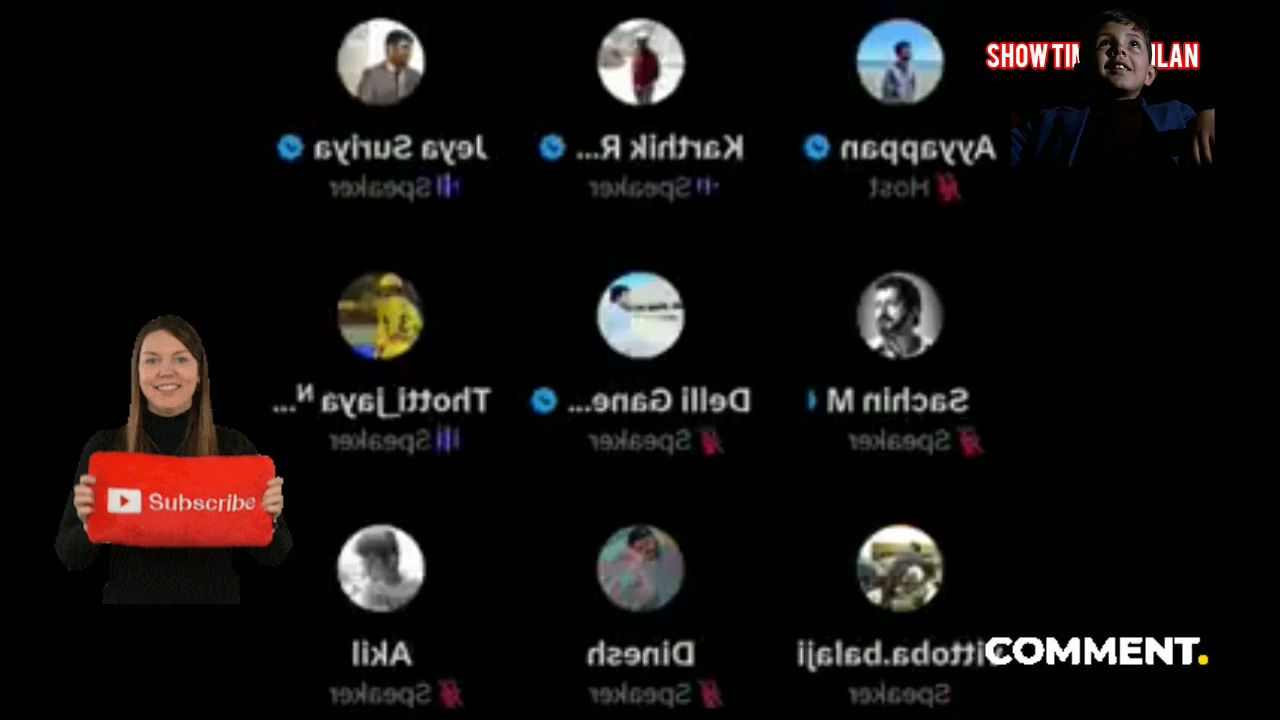 SHOW TIM ILAN
Jeya Suriya Karthik R... Ayyappan
Speaker Speaker Host
Thotti_jaya ᴺ... Delli Gane... Sachin M
Speaker Speaker Speaker
Subscribe
Akil Dinesh ittoba.balaji
COMMENT.
Speaker Speaker Speaker